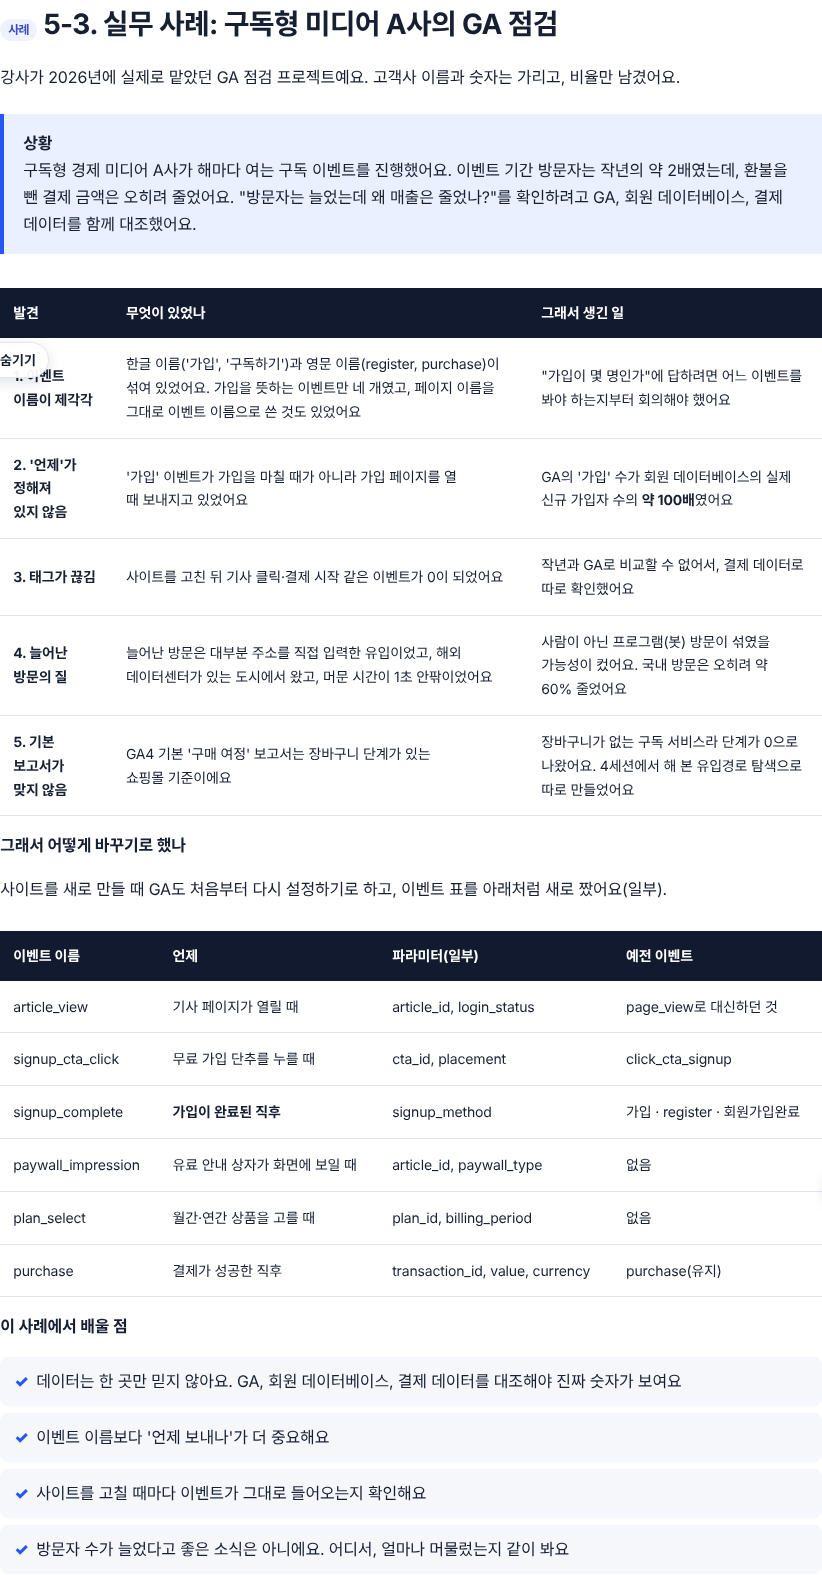 사례 5-3. 실무 사례: 구독형 미디어 A사의 GA 점검
강사가 2026년에 실제로 맡았던 GA 점검 프로젝트예요. 고객사 이름과 숫자는 가리고, 비율만 남겼어요.
상황
구독형 경제 미디어 A사가 해마다 여는 구독 이벤트를 진행했어요. 이벤트 기간 방문자는 작년의 약 2배였는데, 환불을
뺀 결제 금액은 오히려 줄었어요. "방문자는 늘었는데 왜 매출은 줄었나?"를 확인하려고 GA, 회원 데이터베이스, 결제
데이터를 함께 대조했어요.
발견 무엇이 있었나 그래서 생긴 일
숨기기
1. 이벤트
이름이 제각각
한글 이름('가입', '구독하기')과 영문 이름(register, purchase)이
섞여 있었어요. 가입을 뜻하는 이벤트만 네 개였고, 페이지 이름을
그대로 이벤트 이름으로 쓴 것도 있었어요
"가입이 몇 명인가"에 답하려면 어느 이벤트를
봐야 하는지부터 회의해야 했어요
2. '언제'가
정해져
있지 않음
'가입' 이벤트가 가입을 마칠 때가 아니라 가입 페이지를 열
때 보내지고 있었어요
GA의 '가입' 수가 회원 데이터베이스의 실제
신규 가입자 수의 약 100배였어요
3. 태그가 끊김
사이트를 고친 뒤 기사 클릭·결제 시작 같은 이벤트가 0이 되었어요
작년과 GA로 비교할 수 없어서, 결제 데이터로
따로 확인했어요
4. 늘어난
방문의 질
늘어난 방문은 대부분 주소를 직접 입력한 유입이었고, 해외
데이터센터가 있는 도시에서 왔고, 머문 시간이 1초 안팎이었어요
사람이 아닌 프로그램(봇) 방문이 섞였을
가능성이 컸어요. 국내 방문은 오히려 약
60% 줄었어요
5. 기본
보고서가
맞지 않음
GA4 기본 '구매 여정' 보고서는 장바구니 단계가 있는
쇼핑몰 기준이에요
장바구니가 없는 구독 서비스라 단계가 0으로
나왔어요. 4세션에서 해 본 유입경로 탐색으로
따로 만들었어요
그래서 어떻게 바꾸기로 했나
사이트를 새로 만들 때 GA도 처음부터 다시 설정하기로 하고, 이벤트 표를 아래처럼 새로 짰어요(일부).
이벤트 이름 언제 파라미터(일부) 예전 이벤트
article_view 기사 페이지가 열릴 때 article_id, login_status page_view로 대신하던 것
signup_cta_click 무료 가입 단추를 누를 때 cta_id, placement click_cta_signup
signup_complete 가입이 완료된 직후 signup_method 가입 · register · 회원가입완료
paywall_impression 유료 안내 상자가 화면에 보일 때 article_id, paywall_type 없음
plan_select 월간·연간 상품을 고를 때 plan_id, billing_period 없음
purchase 결제가 성공한 직후 transaction_id, value, currency purchase(유지)
이 사례에서 배울 점
✔ 데이터는 한 곳만 믿지 않아요. GA, 회원 데이터베이스, 결제 데이터를 대조해야 진짜 숫자가 보여요
✔ 이벤트 이름보다 '언제 보내나'가 더 중요해요
✔ 사이트를 고칠 때마다 이벤트가 그대로 들어오는지 확인해요
✔ 방문자 수가 늘었다고 좋은 소식은 아니에요. 어디서, 얼마나 머물렀는지 같이 봐요